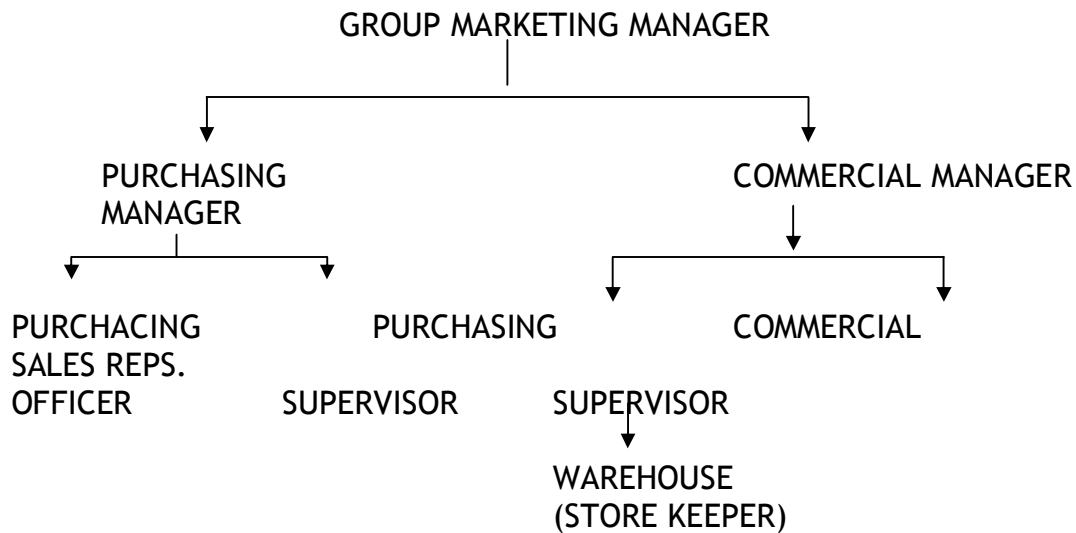 GROUP MARKETING MANAGER
PURCHASING COMMERCIAL MANAGER
MANAGER
PURCHACING PURCHASING COMMERCIAL
SALES REPS.
OFFICER SUPERVISOR SUPERVISOR
WAREHOUSE
(STORE KEEPER)